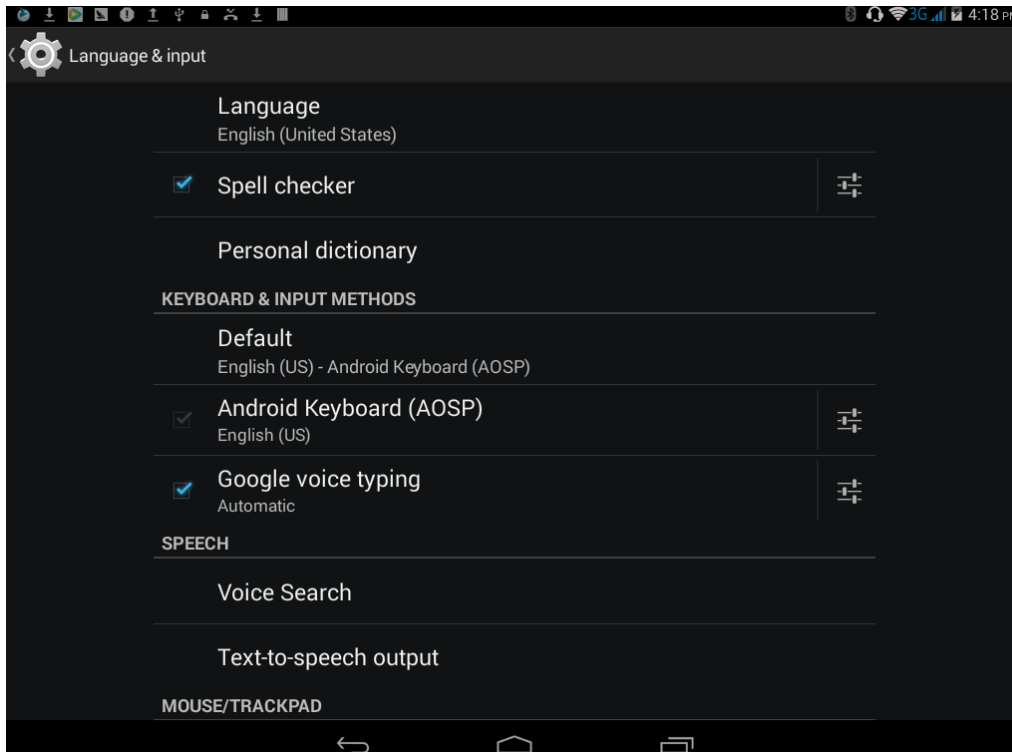 3G 4:18 PM
Language & input
Language
English (United States)
Spell checker
Personal dictionary
KEYBOARD & INPUT METHODS
Default
English (US) - Android Keyboard (AOSP)
Android Keyboard (AOSP)
English (US)
Google voice typing
Automatic
SPEECH
Voice Search
Text-to-speech output
MOUSE/TRACKPAD